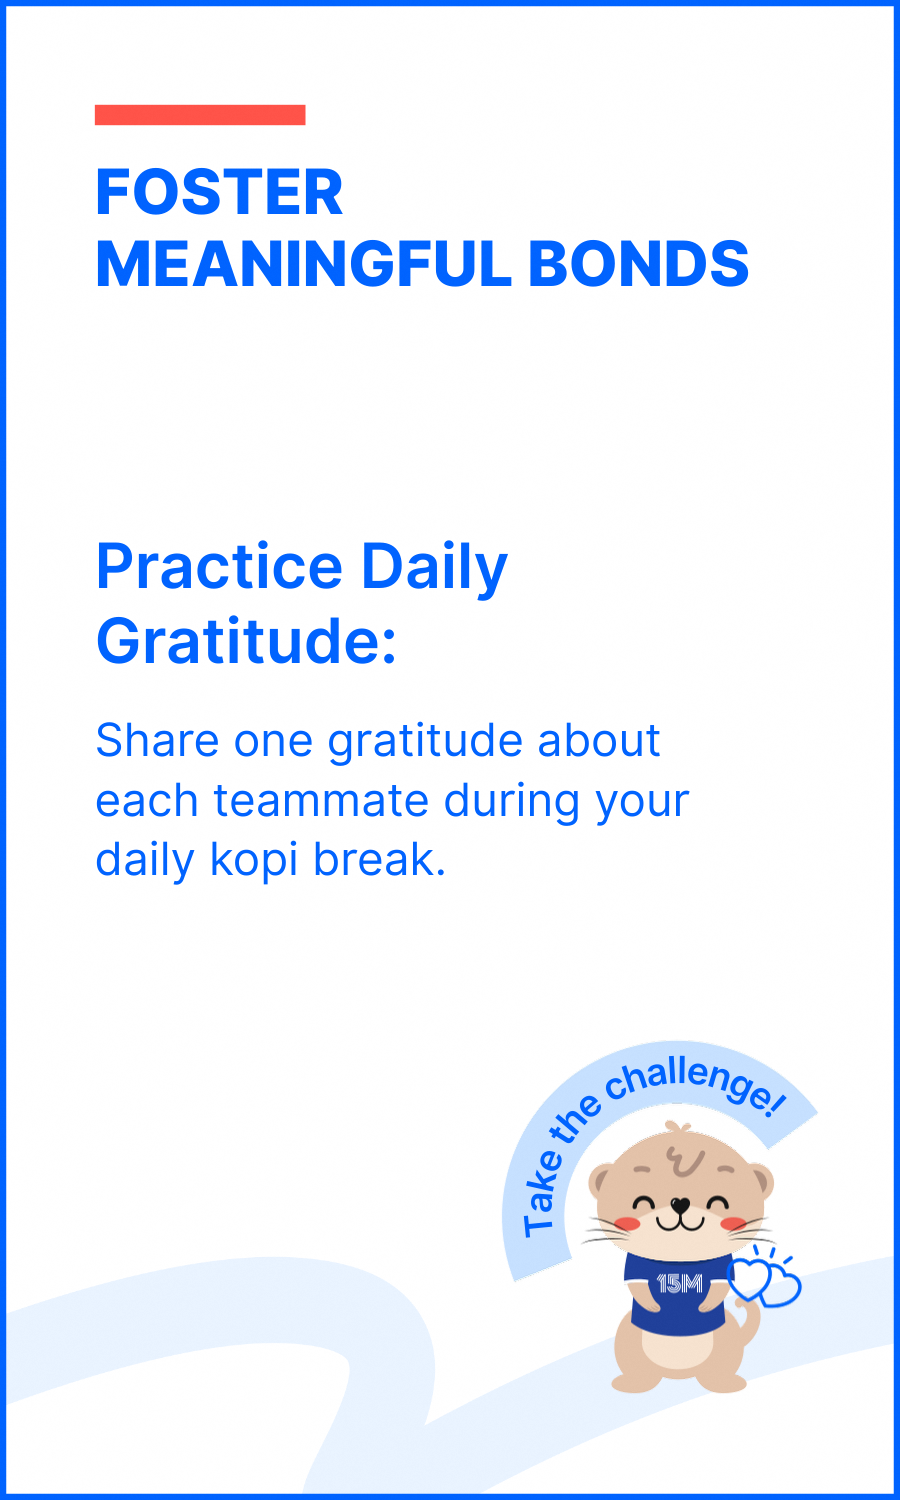 FOSTER
MEANINGFUL BONDS
Practice Daily
Gratitude:
Share one gratitude about
each teammate during your
daily kopi break.
Take the challenge!
15M